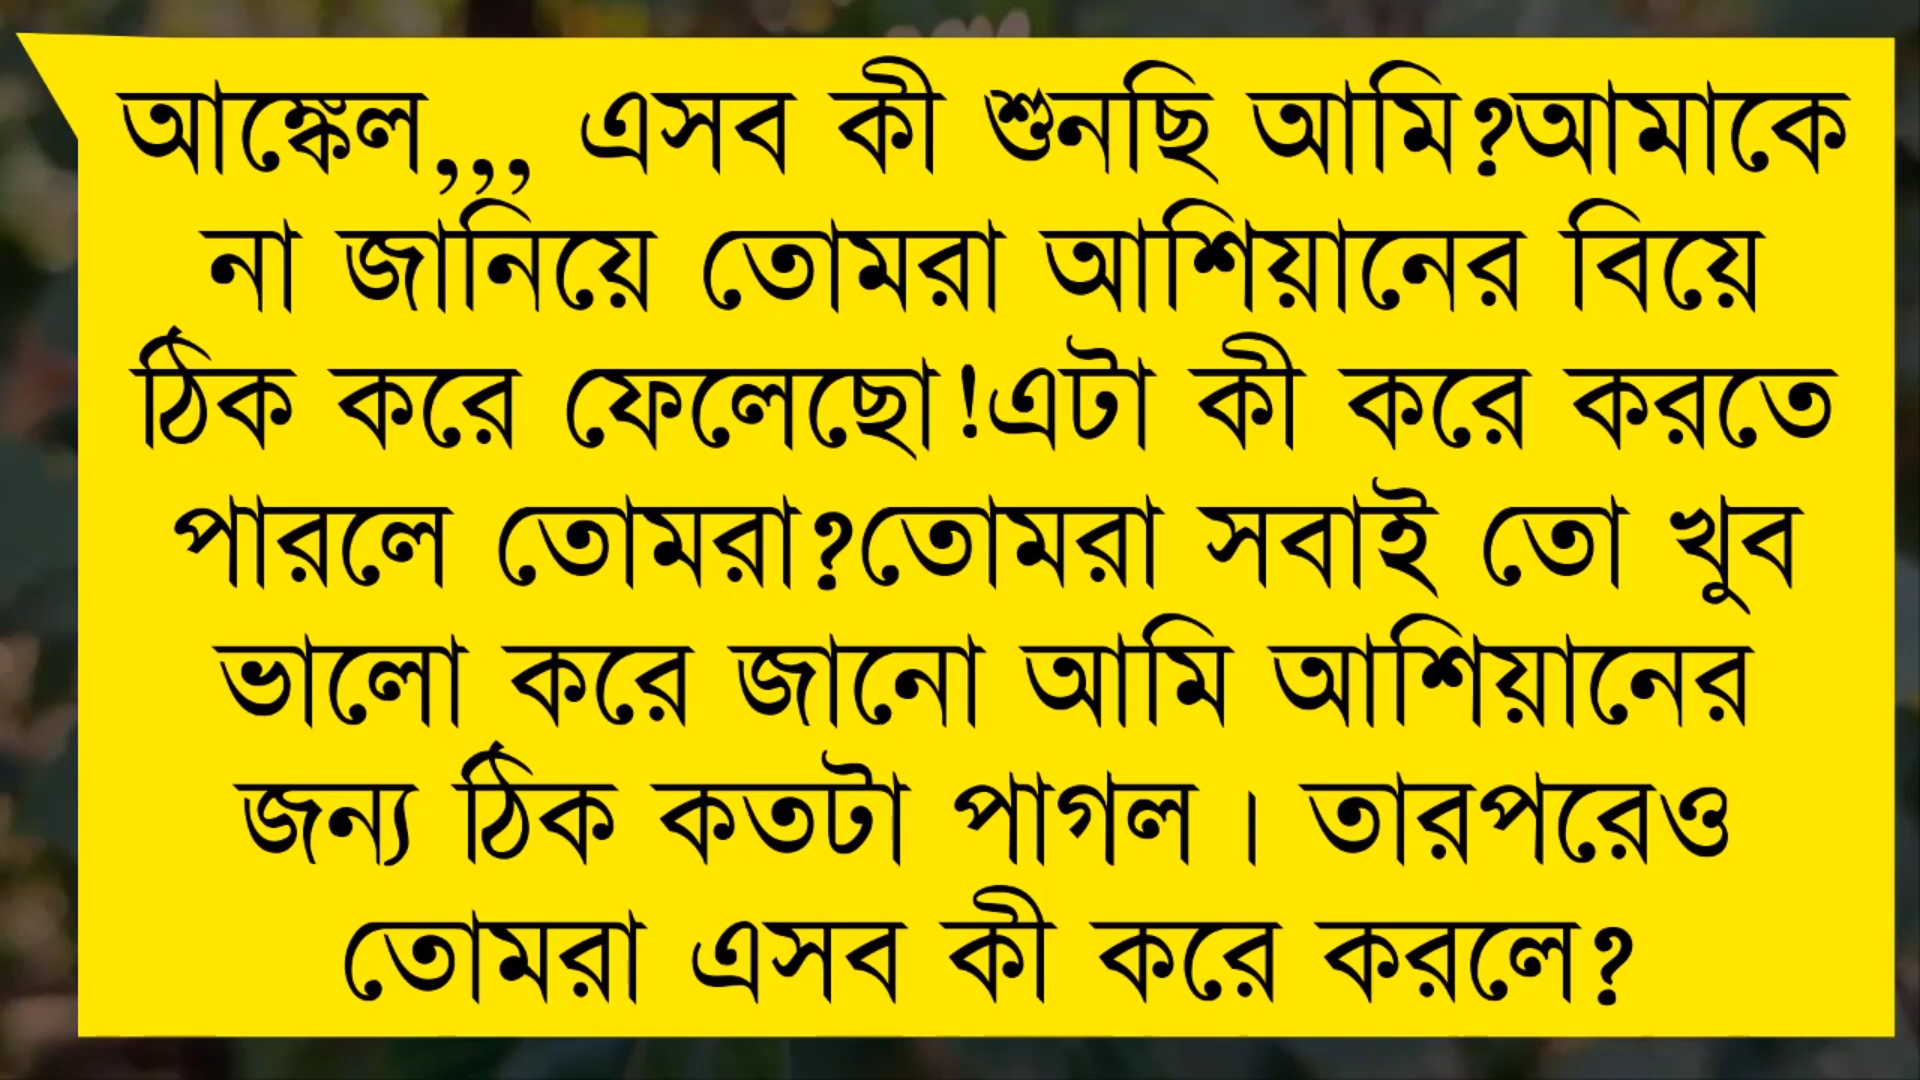 আঙ্কেল,,, এসব কী শুনছি আমি?আমাকে
না জানিয়ে তোমরা আশিয়ানের বিয়ে
ঠিক করে ফেলেছো!এটা কী করে করতে
পারলে তোমরা?তোমরা সবাই তো খুব
ভালো করে জানো আমি আশিয়ানের
জন্য ঠিক কতটা পাগল । তারপরেও
তোমরা এসব কী করে করলে?